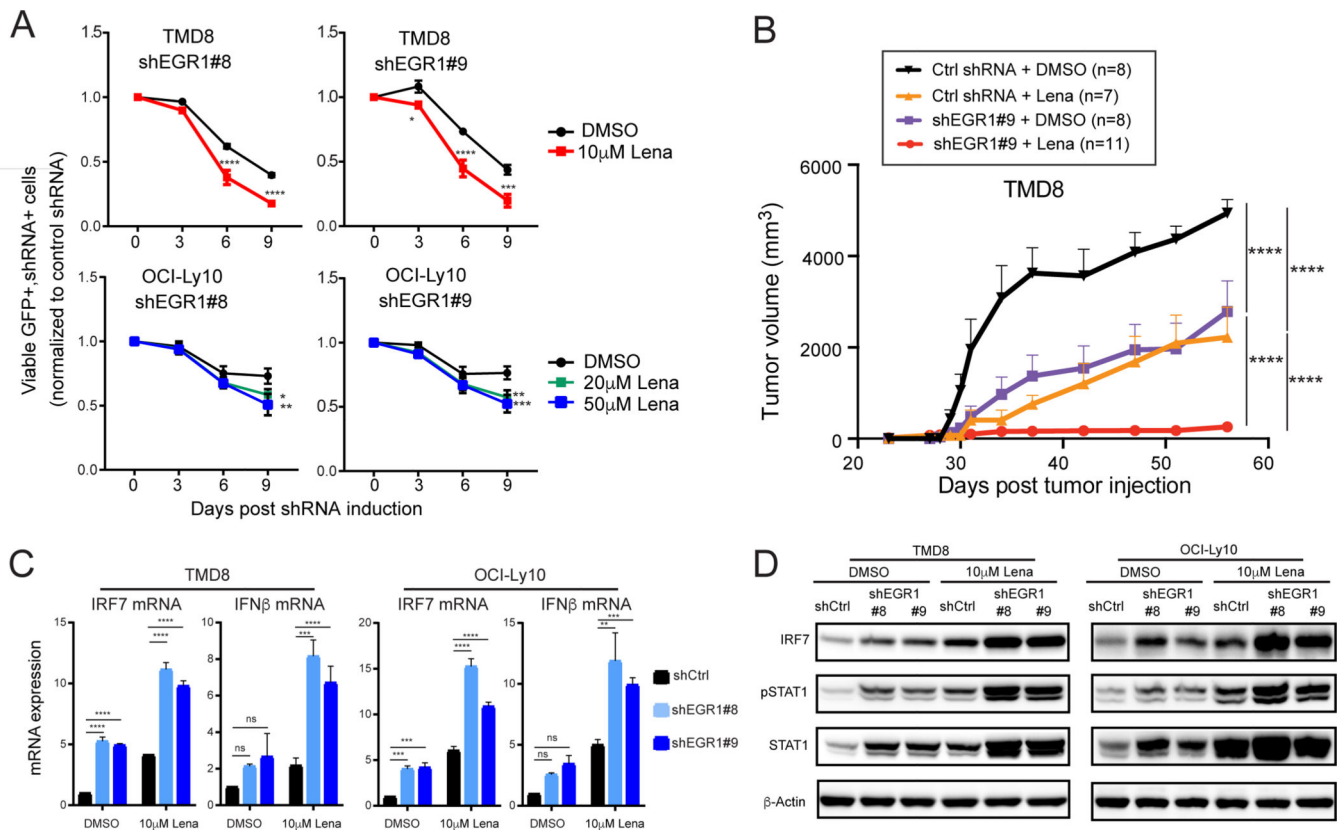 A
TMD8
shEGR1#8
TMD8
shEGR1#9
Viable GFP+,shRNA+ cells
(normalized to control shRNA)
1.5
1.0
0.5
0.0
0 3 6 9
**** ****
1.5
1.0
0.5
0.0
0 3 6 9
* **** ***
DMSO
10µM Lena
OCI-Ly10
shEGR1#8
OCI-Ly10
shEGR1#9
1.5
1.0
0.5
0.0
0 3 6 9
*
**
1.5
1.0
0.5
0.0
0 3 6 9
**
***
DMSO
20µM Lena
50µM Lena
Days post shRNA induction
B
Ctrl shRNA + DMSO (n=8)
Ctrl shRNA + Lena (n=7)
shEGR1#9 + DMSO (n=8)
shEGR1#9 + Lena (n=11)
TMD8
Tumor volume (mm³)
6000
4000
2000
0
20 30 40 50 60
Days post tumor injection
****
****
****
****
C
TMD8
OCI-Ly10
IRF7 mRNA
IFNβ mRNA
IRF7 mRNA
IFNβ mRNA
mRNA expression
15
10
5
0
****
****
****
****
DMSO 10µM Lena
10
8
6
4
2
0
ns
ns
****
***
DMSO 10µM Lena
20
15
10
5
0
***
***
****
****
DMSO 10µM Lena
15
10
5
0
ns
ns
***
**
DMSO 10µM Lena
shCtrl
shEGR1#8
shEGR1#9
D
TMD8
OCI-Ly10
DMSO 10µM Lena
DMSO 10µM Lena
shCtrl shEGR1 #8 #9 shCtrl shEGR1 #8 #9
shCtrl shEGR1 #8 #9 shCtrl shEGR1 #8 #9
IRF7
pSTAT1
STAT1
β-Actin